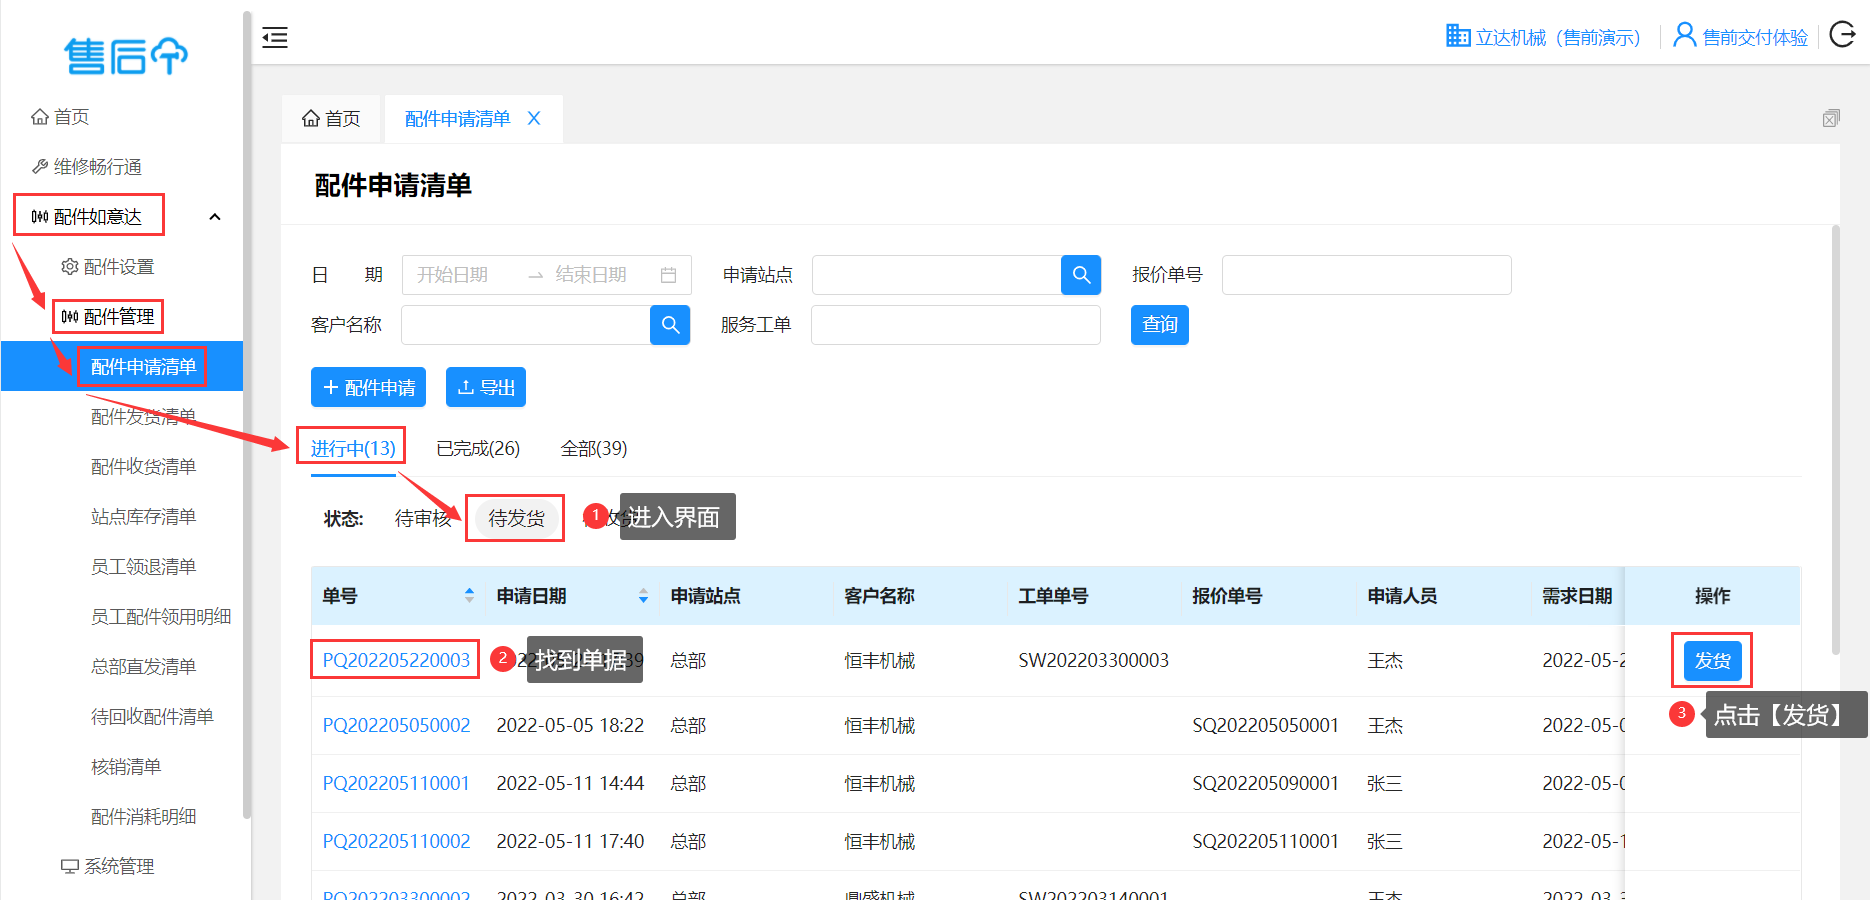 售后
立达机械（售前演示）
售前交付体验
首页
维修畅行通
配件如意达
配件设置
配件管理
配件申请清单
配件发货清单
配件收货清单
站点库存清单
员工领退清单
员工配件领用明细
总部直发清单
待回收配件清单
核销清单
配件消耗明细
系统管理
首页
配件申请清单 X
配件申请清单
日 期 开始日期 → 结束日期 申请站点 报价单号
客户名称 服务工单 查询
+ 配件申请 导出
进行中(13) 已完成(26) 全部(39)
状态: 待审核 待发货 1 进入界面
单号 申请日期 申请站点 客户名称 工单单号 报价单号 申请人员 需求日期 操作
PQ202205220003 2 找到单据 39 总部 恒丰机械 SW202203300003 王杰 2022-05-2 发货
3 点击【发货】
PQ202205050002 2022-05-05 18:22 总部 恒丰机械 SQ202205050001 王杰 2022-05-0
PQ202205110001 2022-05-11 14:44 总部 恒丰机械 SQ202205090001 张三 2022-05-0
PQ202205110002 2022-05-11 17:40 总部 恒丰机械 SQ202205110001 张三 2022-05-1
PQ202203300002 2022-03-30 16:42 总部 鼎盛机械 SW202203140001 王杰 2022-03-3